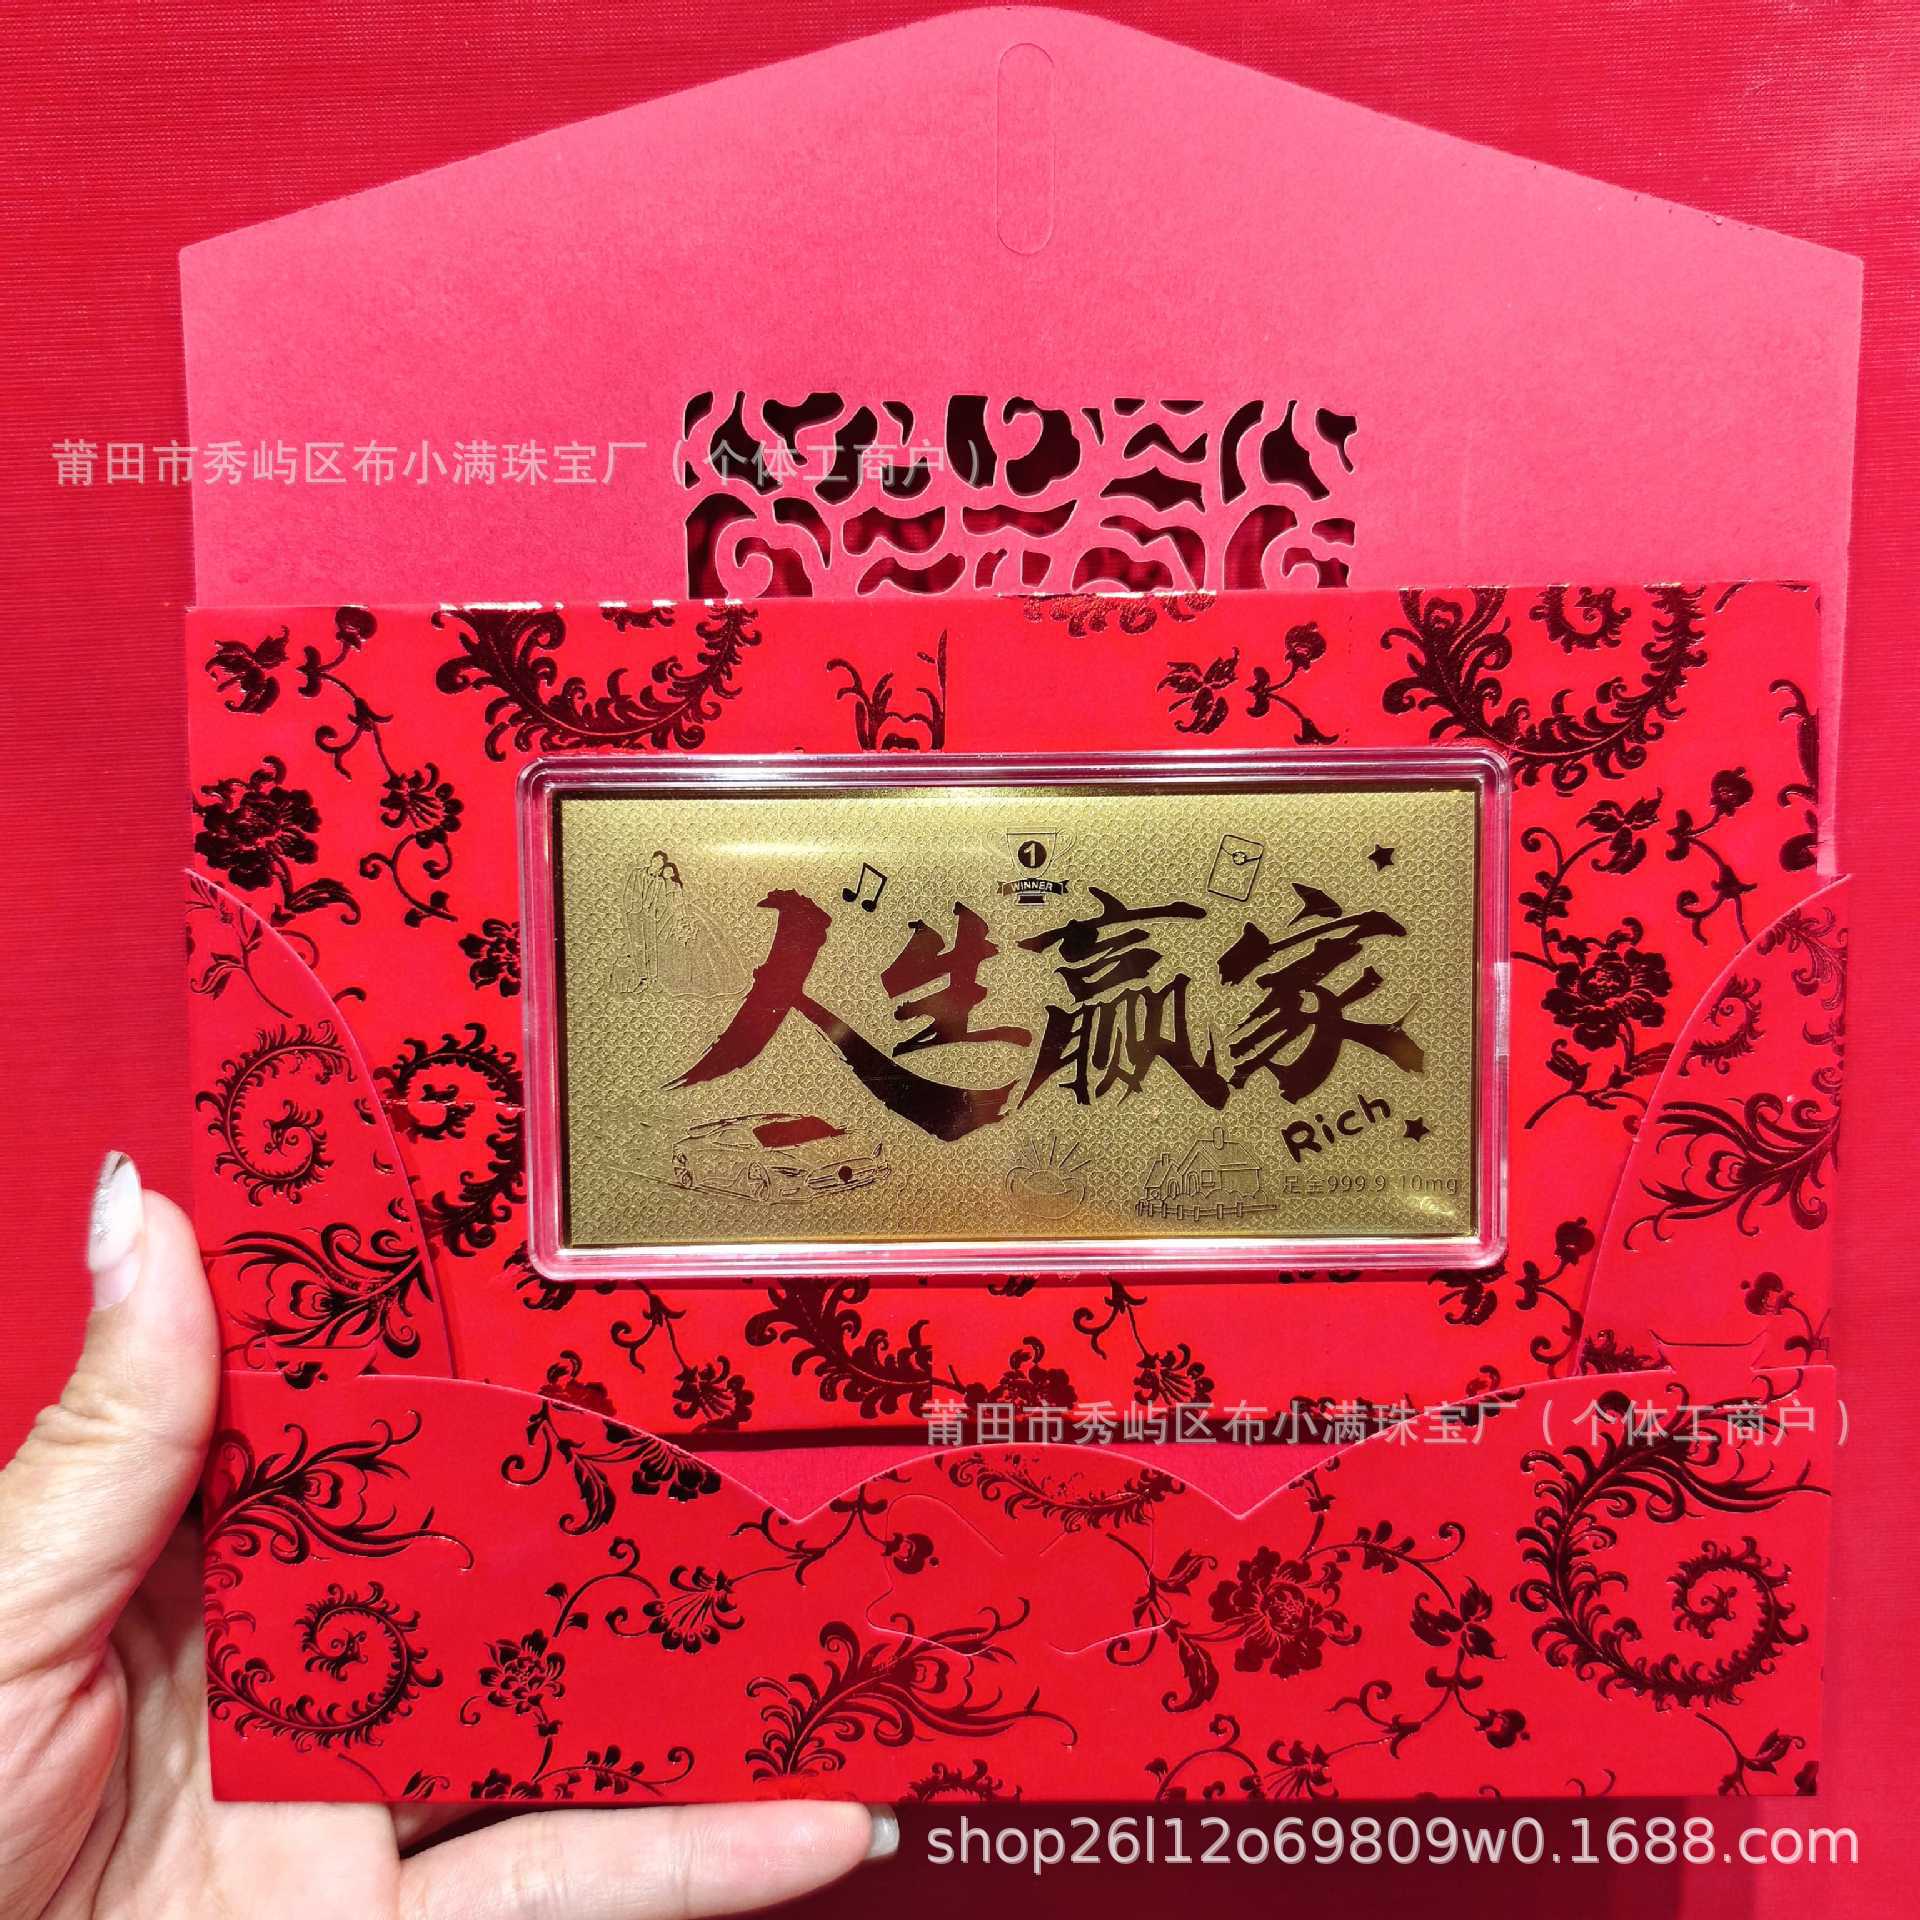 莆田市秀屿区布小满珠宝厂（个体工商户）
1
WINNER
人生赢家
Rich
足金999.9 10mg
莆田市秀屿区布小满珠宝厂（个体工商户）
shop26l12o69809w0.1688.com